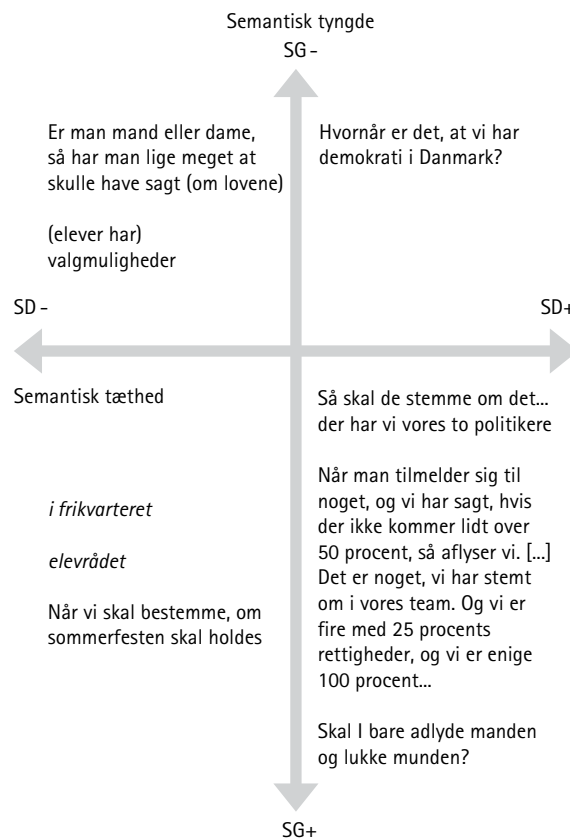 Semantisk tyngde
SG -
Er man mand eller dame,
så har man lige meget at
skulle have sagt (om lovene)
(elever har)
valgmuligheder
Hvornår er det, at vi har
demokrati i Danmark?
SD -
SD+
Semantisk tæthed
i frikvarteret
elevrådet
Når vi skal bestemme, om
sommerfesten skal holdes
Så skal de stemme om det...
der har vi vores to politikere
Når man tilmelder sig til
noget, og vi har sagt, hvis
der ikke kommer lidt over
50 procent, så aflyser vi. [...]
Det er noget, vi har stemt
om i vores team. Og vi er
fire med 25 procents
rettigheder, og vi er enige
100 procent...
Skal I bare adlyde manden
og lukke munden?
SG+